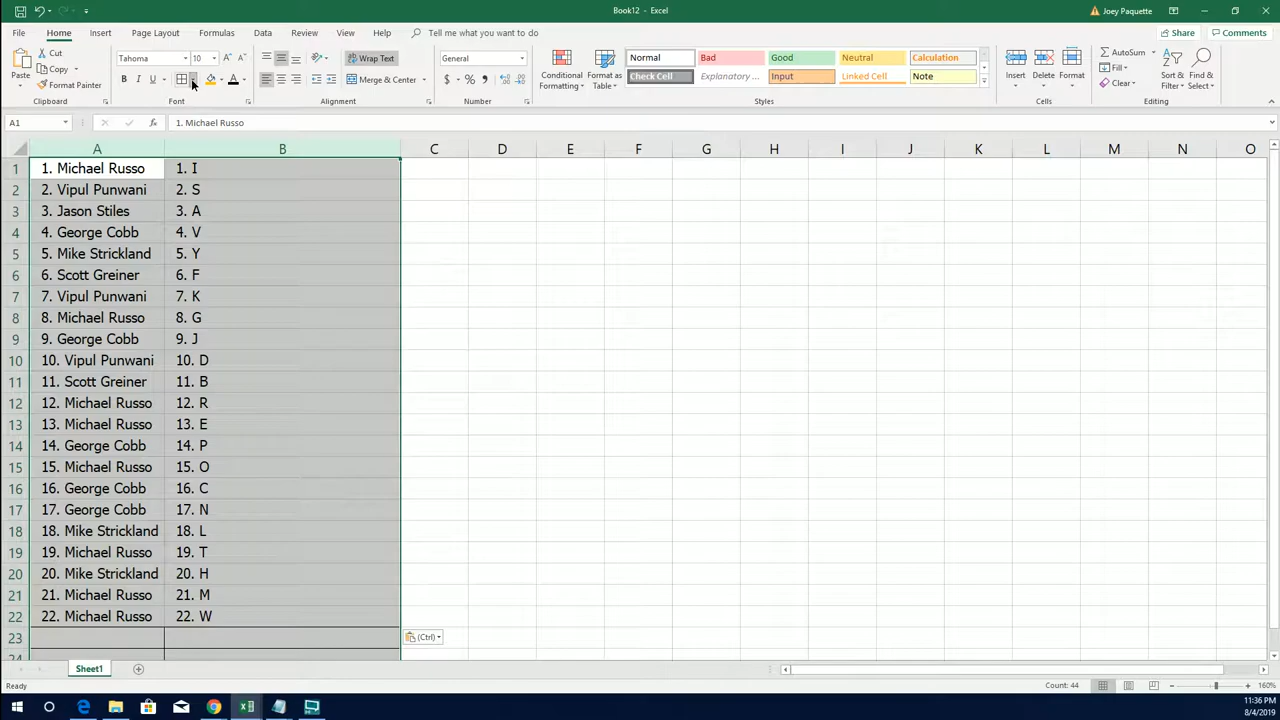 Book12 - Excel
Joey Paquette
File Home Insert Page Layout Formulas Data Review View Help Tell me what you want to do
Share Comments
Paste
Cut
Copy
Format Painter
Clipboard
Tahoma 10
B I U
Font
Wrap Text
Merge & Center
Alignment
General
$ % ,
Number
Conditional Formatting
Format as Table
Normal Bad Good Neutral Calculation
Check Cell Explanatory ... Input Linked Cell Note
Styles
Insert Delete Format
Cells
AutoSum
Fill
Clear
Sort & Filter
Find & Select
Editing
A1 fx 1. Michael Russo
A B C D E F G H I J K L M N O
1 1. Michael Russo 1. I
2 2. Vipul Punwani 2. S
3 3. Jason Stiles 3. A
4 4. George Cobb 4. V
5 5. Mike Strickland 5. Y
6 6. Scott Greiner 6. F
7 7. Vipul Punwani 7. K
8 8. Michael Russo 8. G
9 9. George Cobb 9. J
10 10. Vipul Punwani 10. D
11 11. Scott Greiner 11. B
12 12. Michael Russo 12. R
13 13. Michael Russo 13. E
14 14. George Cobb 14. P
15 15. Michael Russo 15. O
16 16. George Cobb 16. C
17 17. George Cobb 17. N
18 18. Mike Strickland 18. L
19 19. Michael Russo 19. T
20 20. Mike Strickland 20. H
21 21. Michael Russo 21. M
22 22. Michael Russo 22. W
23 (Ctrl)
24
Sheet1
Ready Count: 44 160%
11:36 PM
8/4/2019